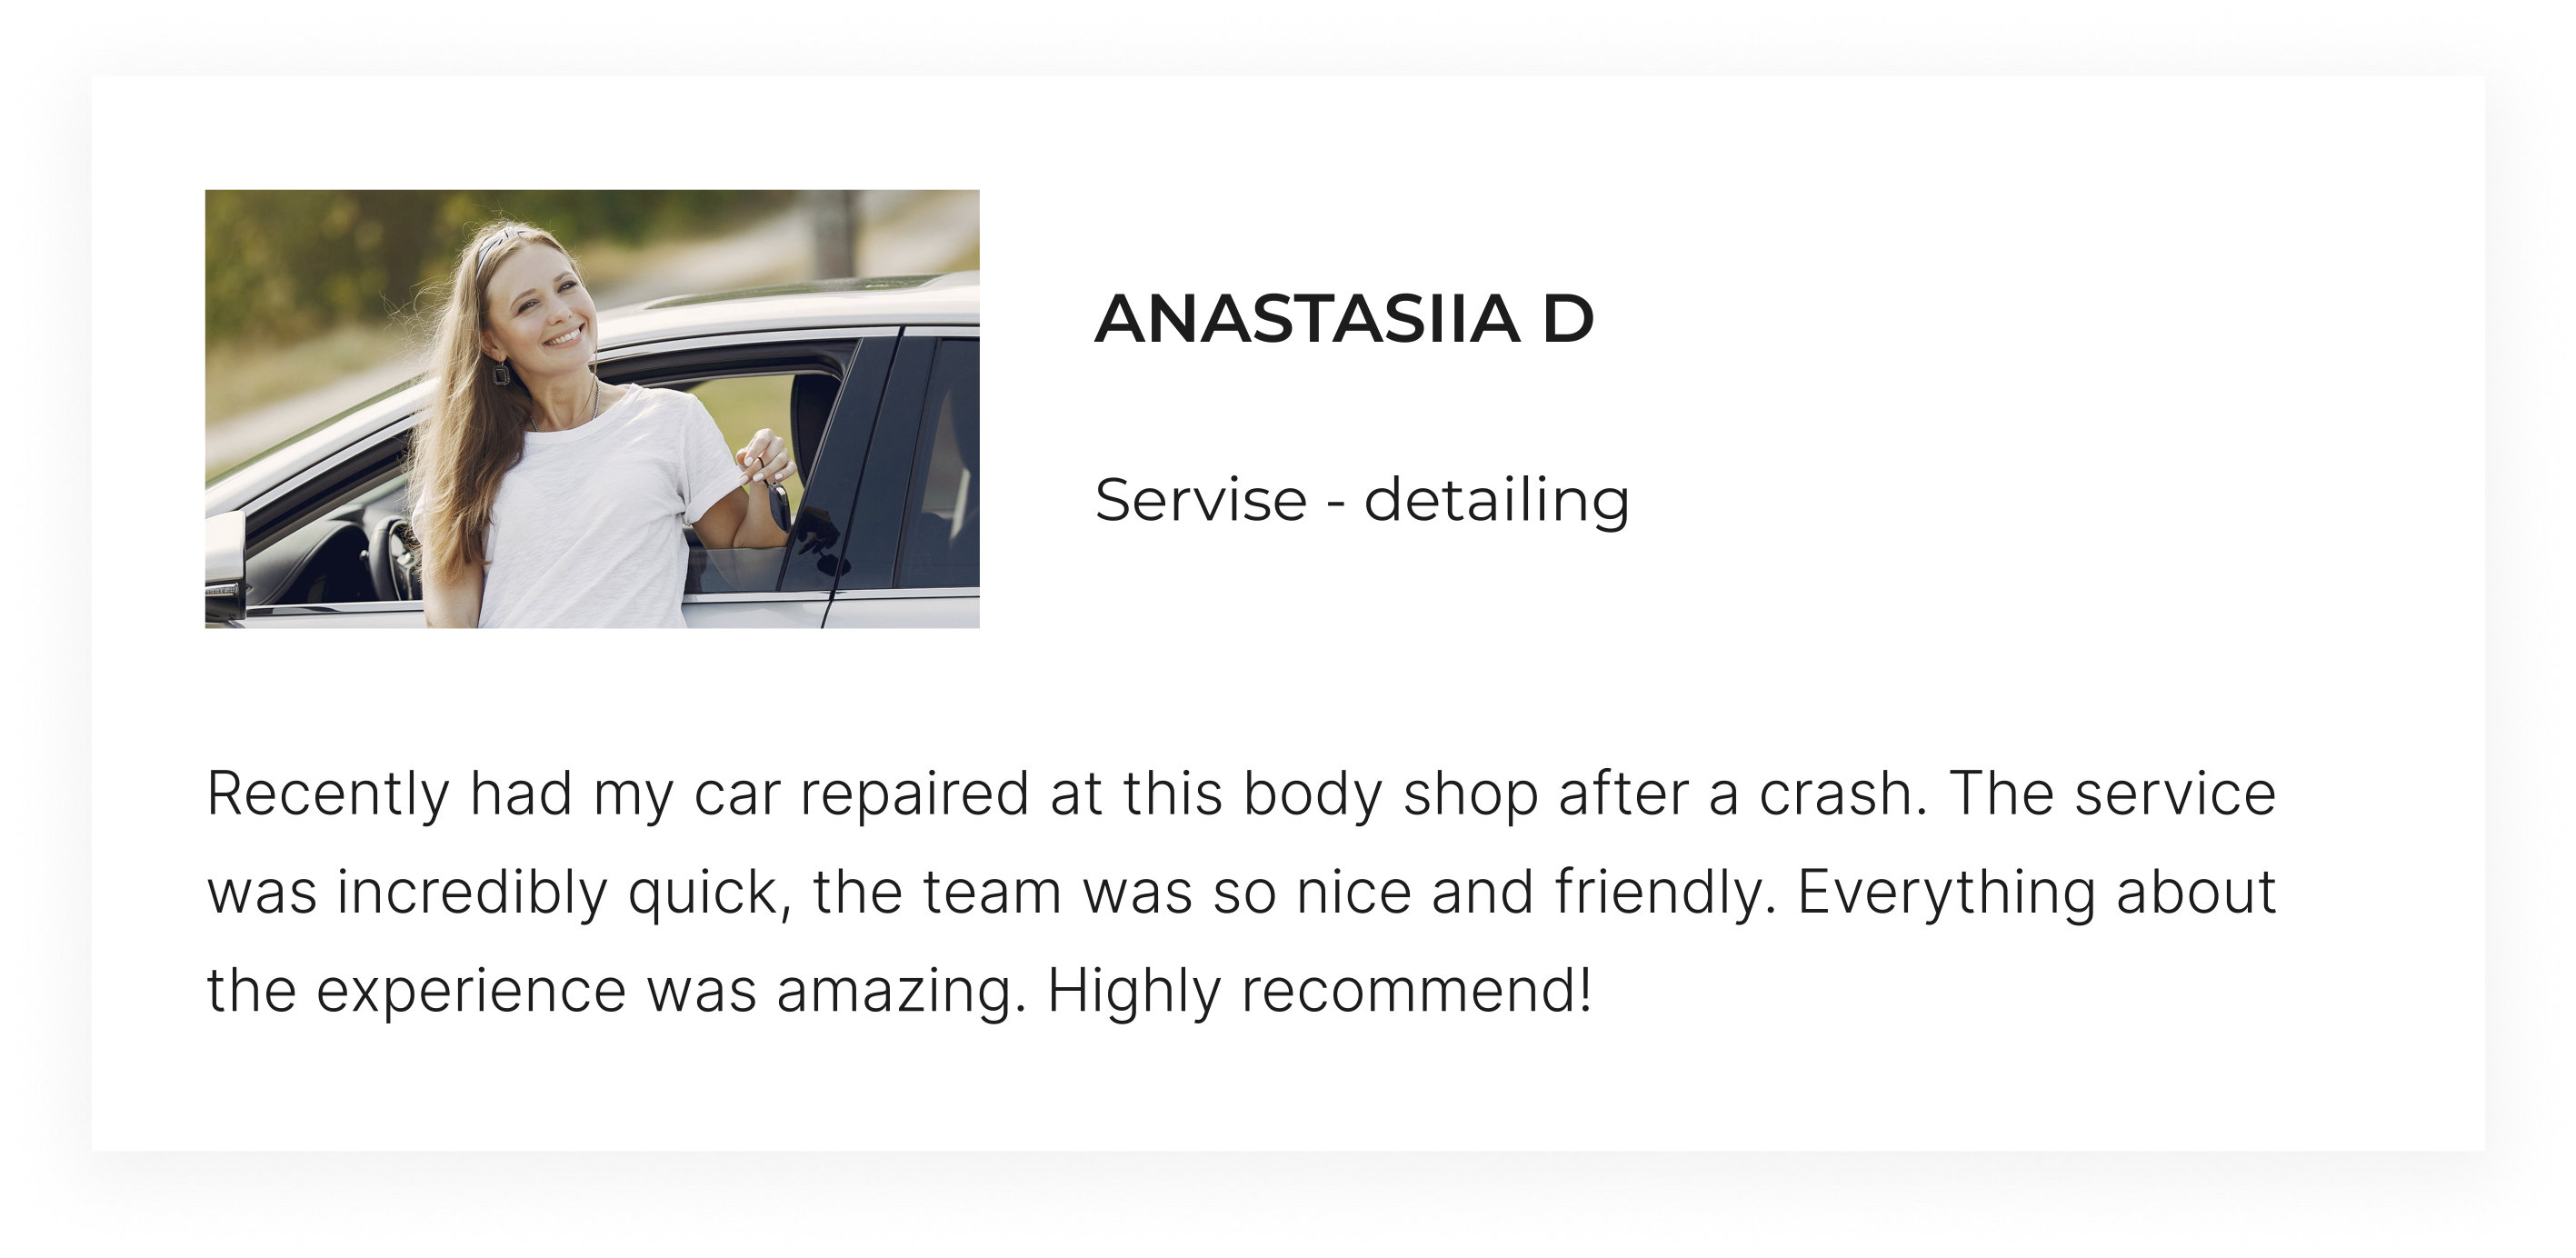 ANASTASIIA D
Servise - detailing
Recently had my car repaired at this body shop after a crash. The service
was incredibly quick, the team was so nice and friendly. Everything about
the experience was amazing. Highly recommend!